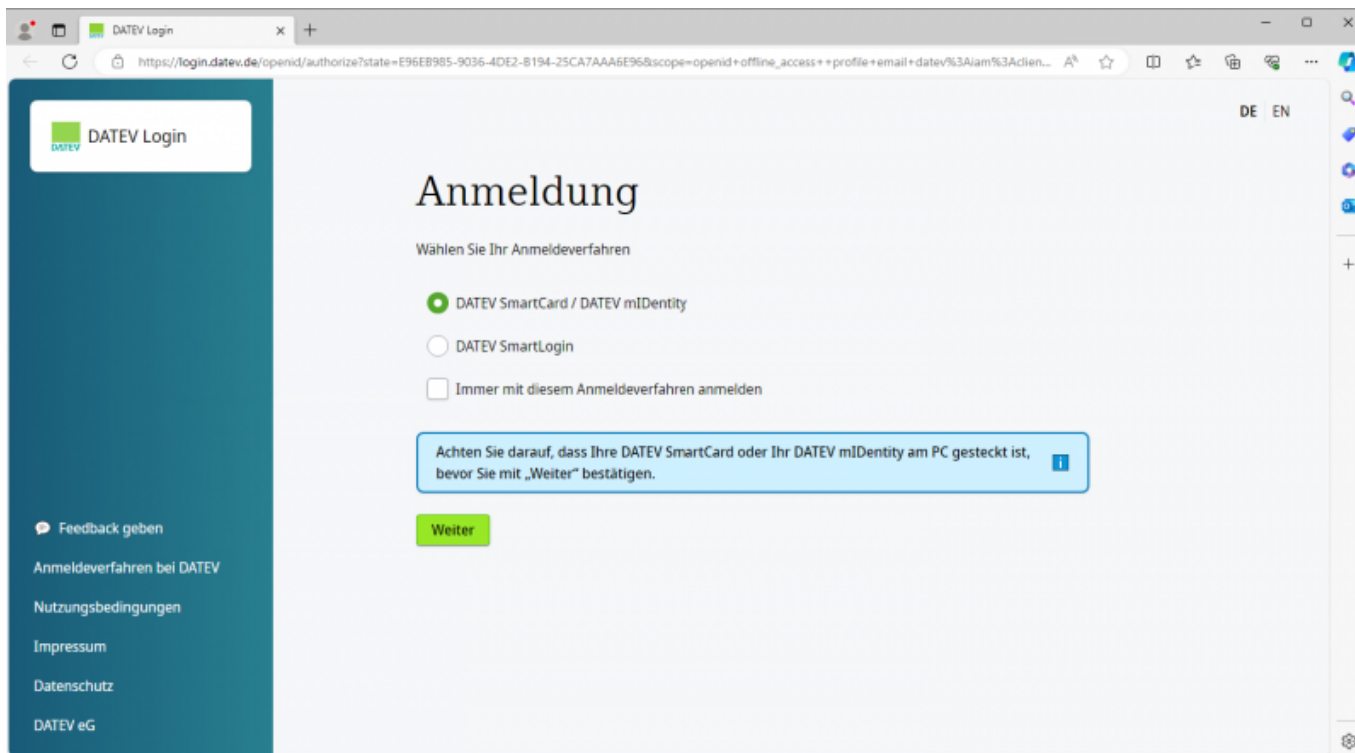 DATEV Login
https://login.datev.de/openid/authorize?state=E96EB985-9036-4DE2-8194-25CA7AAA6E96&scope=openid+offline_access++profile+email+datev%3Aiam%3Aclien...
DATEV
DATEV Login
DE EN
Anmeldung
Wählen Sie Ihr Anmeldeverfahren
DATEV SmartCard / DATEV mIDentity
DATEV SmartLogin
Immer mit diesem Anmeldeverfahren anmelden
Achten Sie darauf, dass Ihre DATEV SmartCard oder Ihr DATEV mIDentity am PC gesteckt ist,
bevor Sie mit „Weiter" bestätigen.
Weiter
Feedback geben
Anmeldeverfahren bei DATEV
Nutzungsbedingungen
Impressum
Datenschutz
DATEV eG